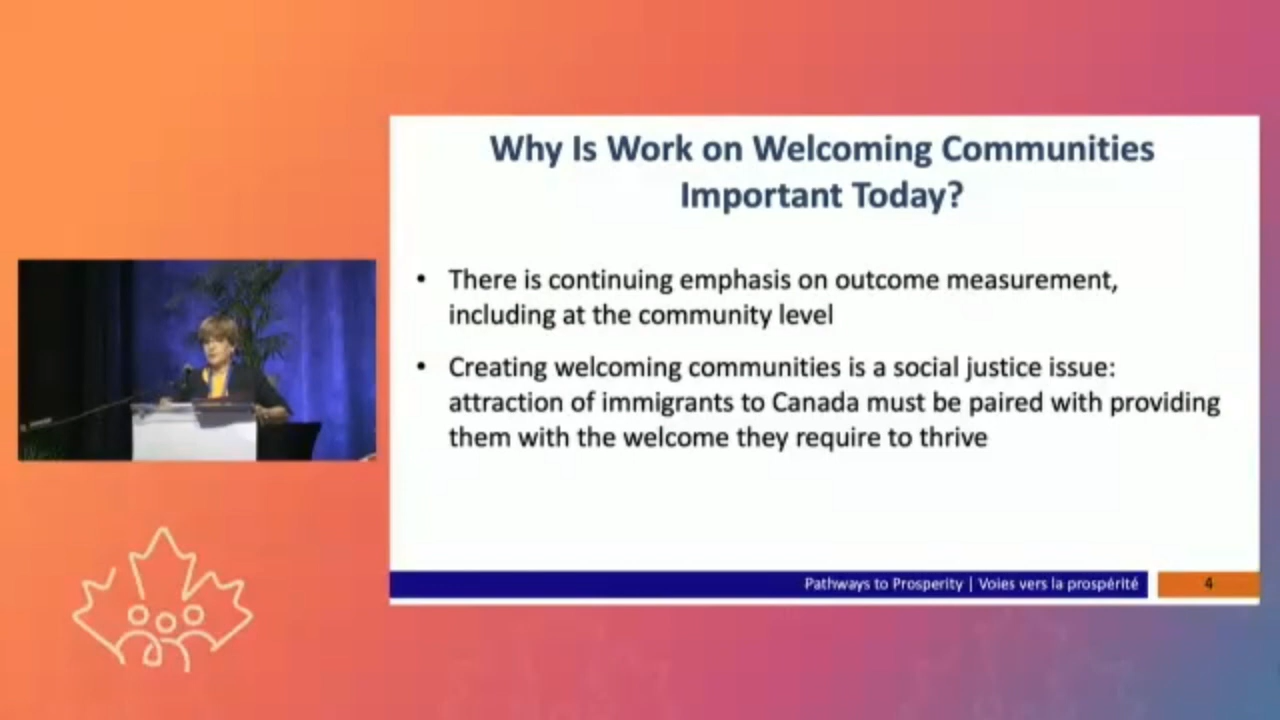 Why Is Work on Welcoming Communities
Important Today?
• There is continuing emphasis on outcome measurement,
including at the community level
• Creating welcoming communities is a social justice issue:
attraction of immigrants to Canada must be paired with providing
them with the welcome they require to thrive
Pathways to Prosperity | Voies vers la prospérité
4